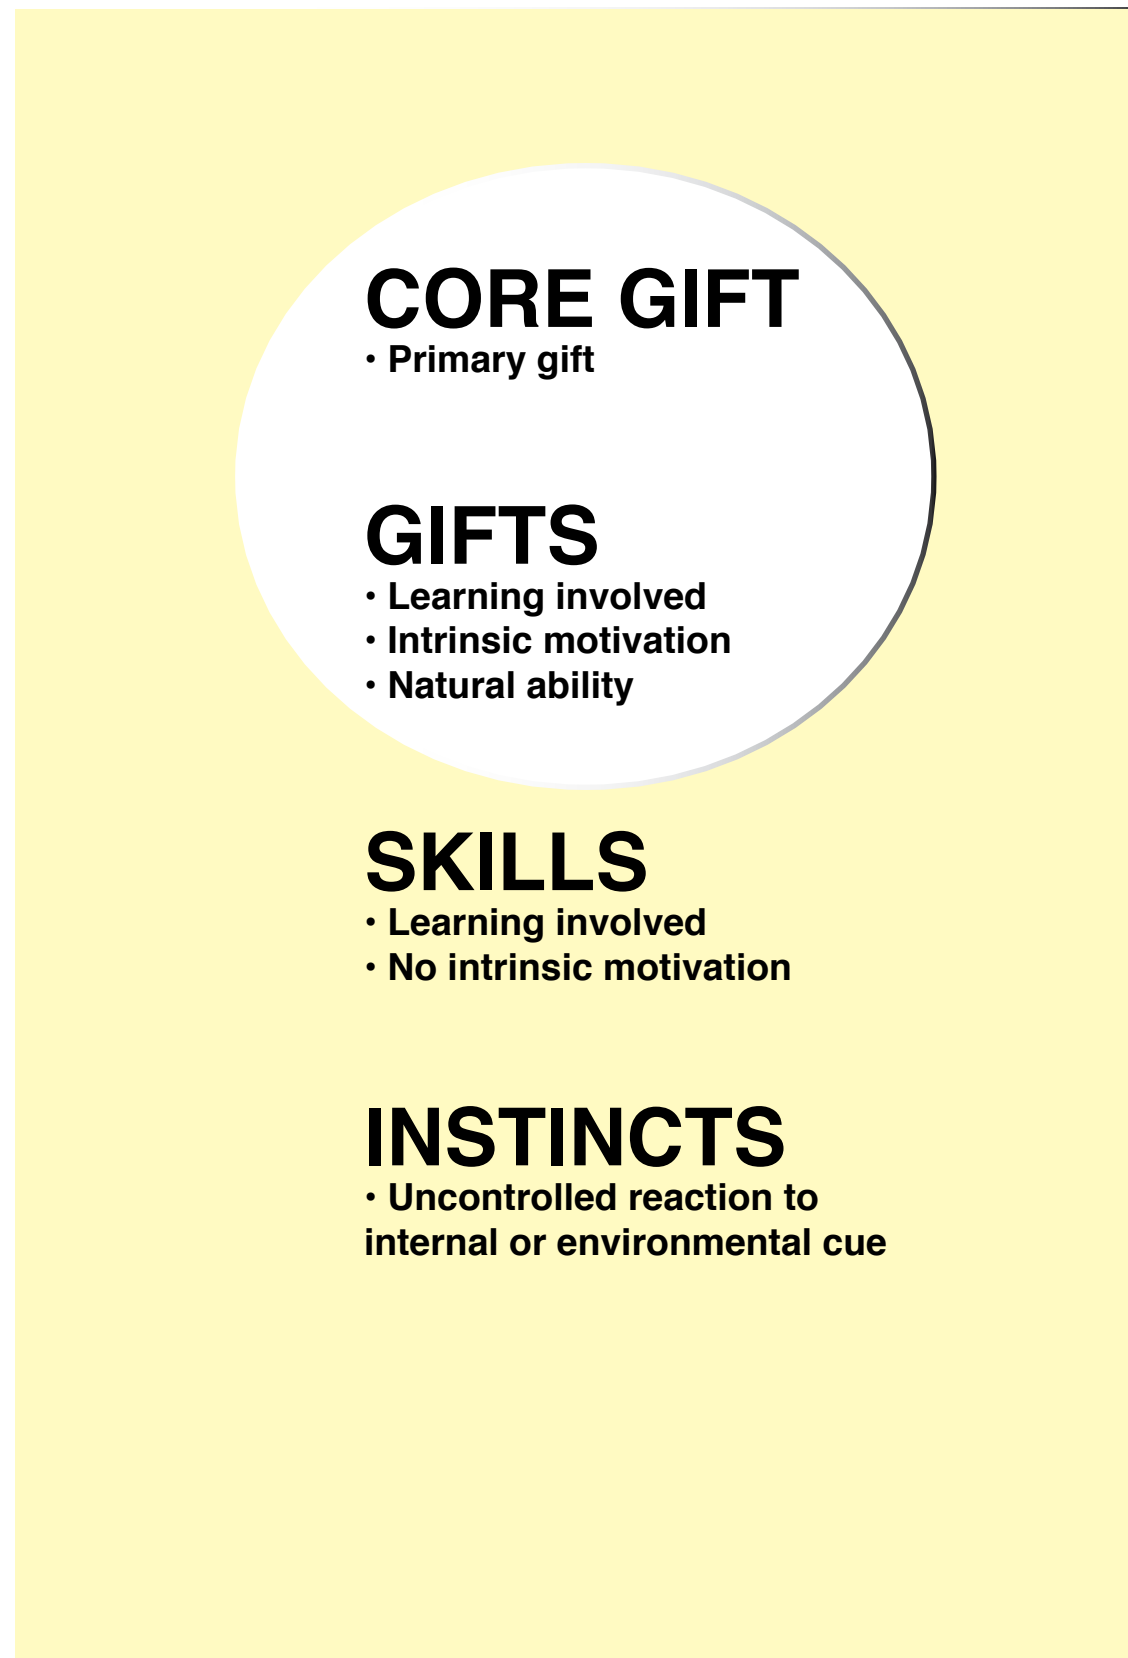 CORE GIFT
• Primary gift
GIFTS
• Learning involved
• Intrinsic motivation
• Natural ability
SKILLS
• Learning involved
• No intrinsic motivation
INSTINCTS
• Uncontrolled reaction to
internal or environmental cue